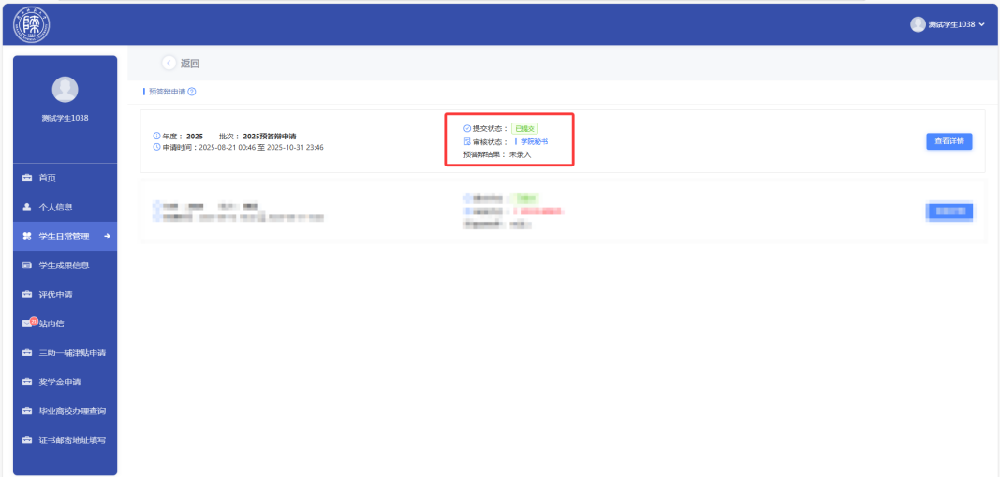 测试学生1038
返回
测试学生1038
预答辩申请
年度： 2025 批次： 2025预答辩申请
申请时间：2025-08-21 00:46 至 2025-10-31 23:46
提交状态： 已提交
审核状态： 学院秘书
预答辩结果： 未录入
查看详情
首页
个人信息
学生日常管理
学生成果信息
评优申请
21
站内信
三助一辅津贴申请
奖学金申请
毕业离校办理查询
证书邮寄地址填写